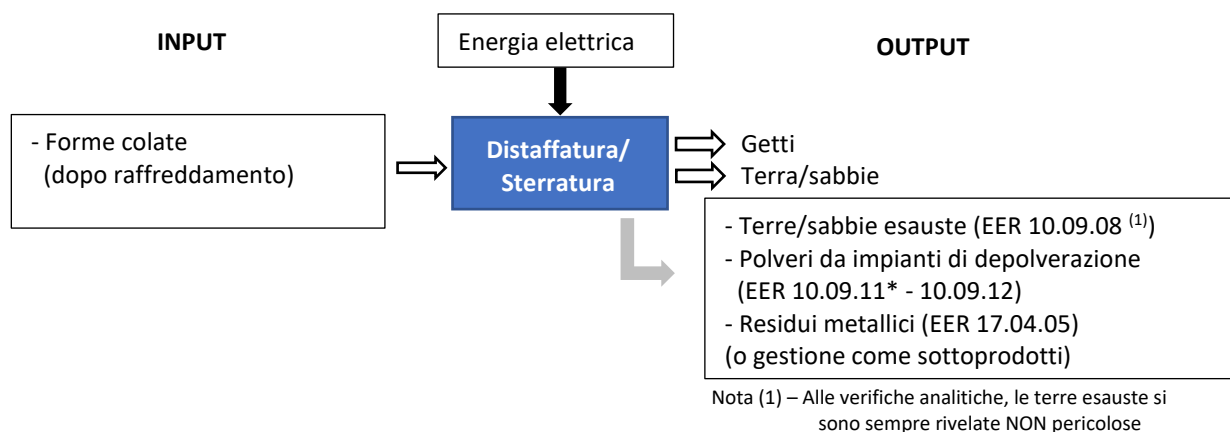 INPUT
Energia elettrica
OUTPUT
- Forme colate
(dopo raffreddamento)
Distaffatura/
Sterratura
Getti
Terra/sabbie
- Terre/sabbie esauste (EER 10.09.08 (1))
- Polveri da impianti di depolverazione
(EER 10.09.11* - 10.09.12)
- Residui metallici (EER 17.04.05)
(o gestione come sottoprodotti)
Nota (1) – Alle verifiche analitiche, le terre esauste si
sono sempre rivelate NON pericolose